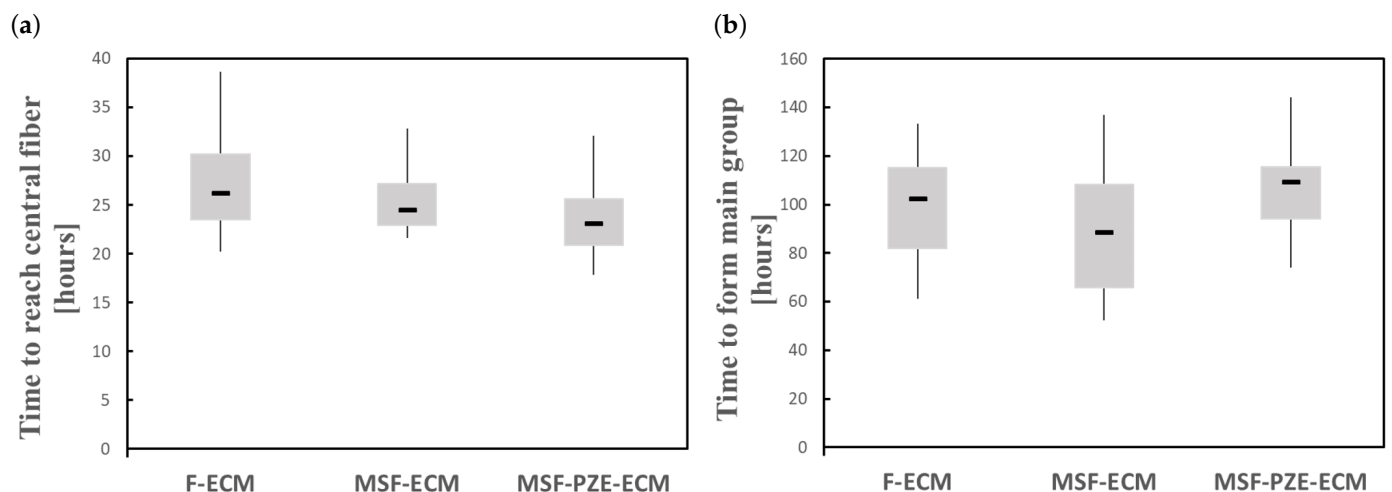 (a)
Time to reach central fiber
[hours]
40
35
30
25
20
15
10
5
0
F-ECM MSF-ECM MSF-PZE-ECM
(b)
Time to form main group
[hours]
160
140
120
100
80
60
40
20
0
F-ECM MSF-ECM MSF-PZE-ECM